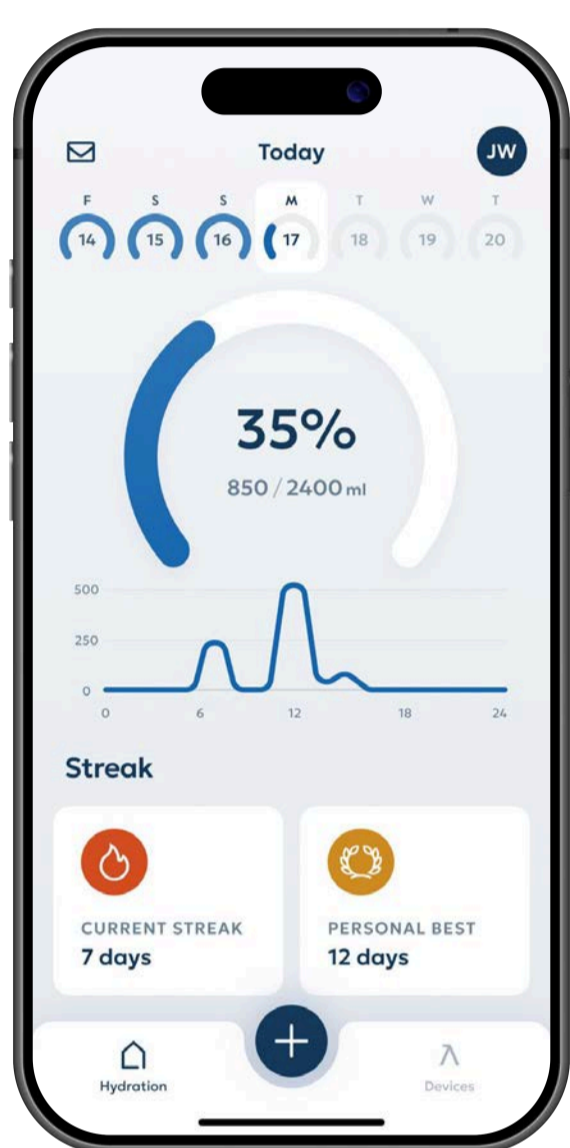 Today
JW
F S S M T W T
14 15 16 17 18 19 20
35%
850 / 2400 ml
500
250
0
0 6 12 18 24
Streak
CURRENT STREAK
7 days
PERSONAL BEST
12 days
Hydration
Devices